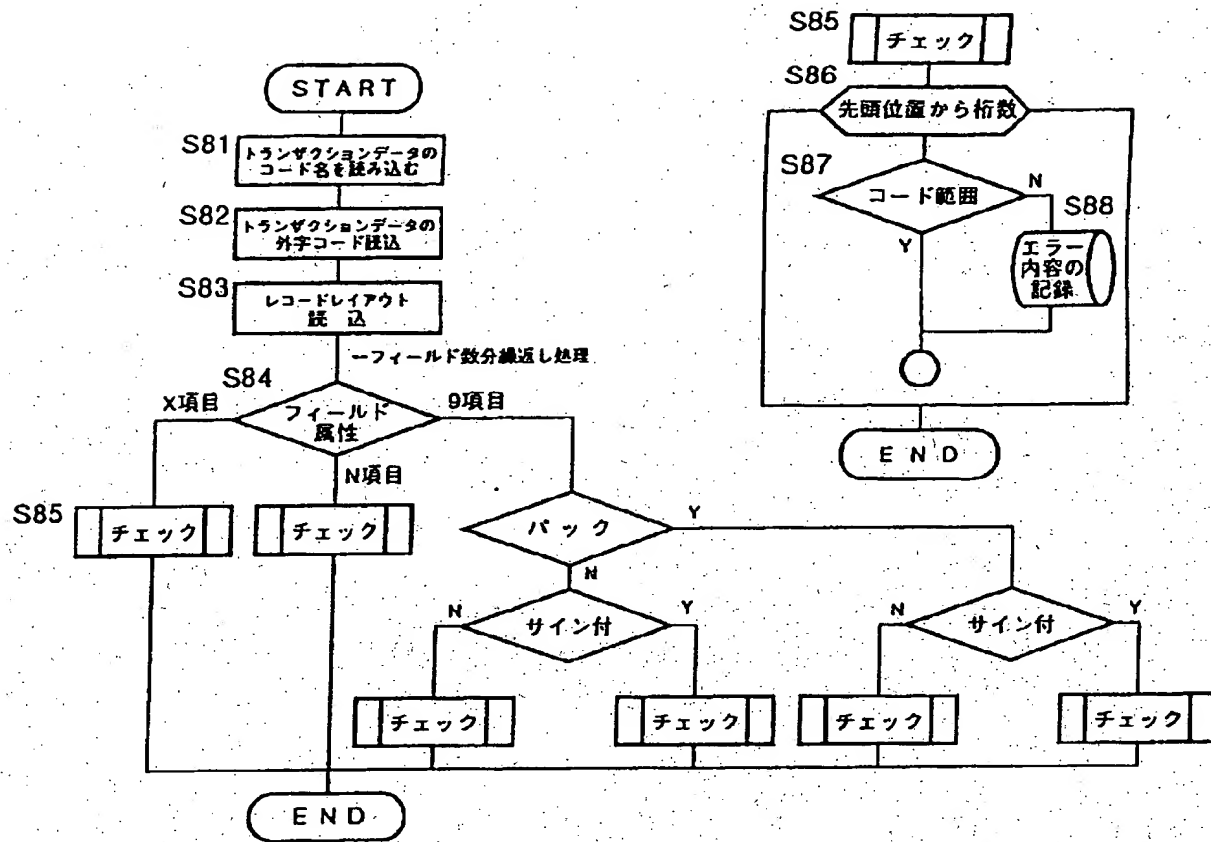 START
S81
トランザクションデータの
コード名を読み込む
S82
トランザクションデータの
外字コード読込
S83
レコードレイアウト
読込
ーフィールド数分繰返し処理
S84
X項目
フィールド
属性
9項目
N項目
S85
チェック
チェック
パック
Y
N
N
サイン付
Y
N
サイン付
Y
チェック
チェック
チェック
チェック
END
S85
チェック
S86
先頭位置から桁数
S87
コード範囲
N
Y
S88
エラー
内容の
記録
END